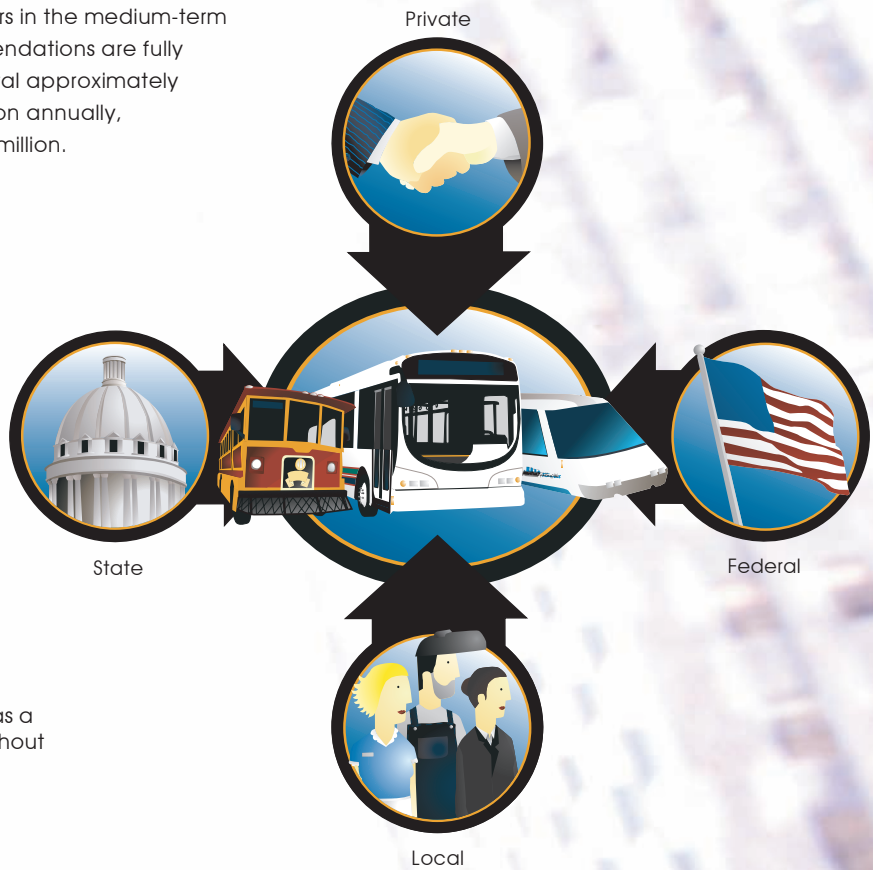 rs in the medium-term
endations are fully
al approximately
on annually,
million.
Private
State
Federal
as a
hout
Local